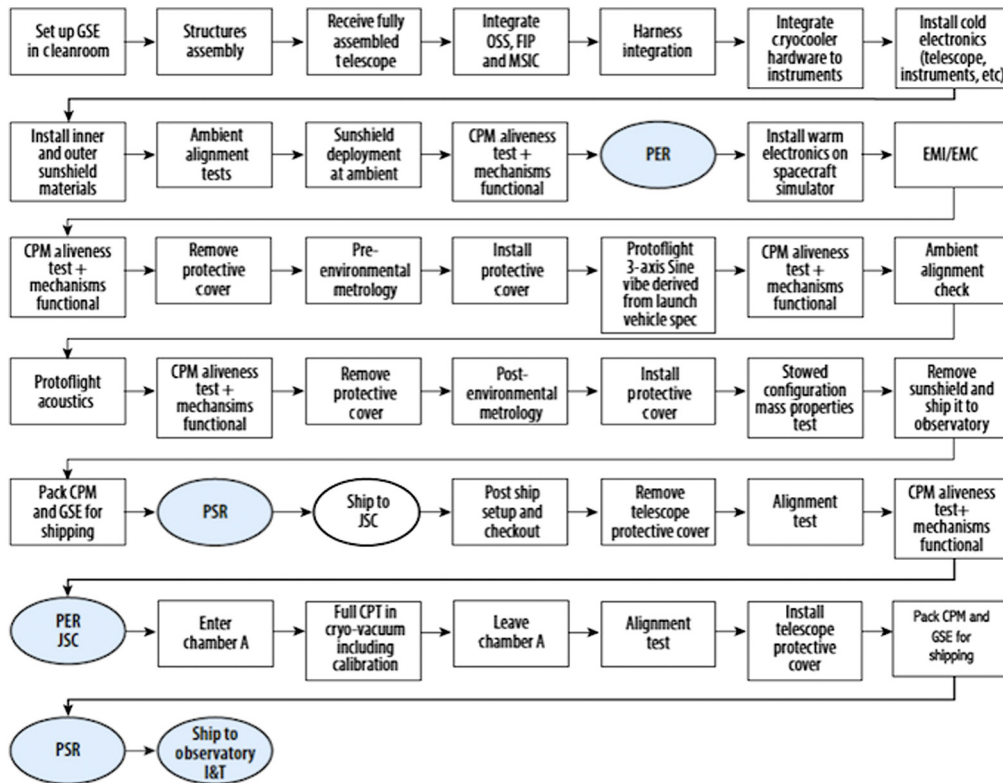 Set up GSE
in cleanroom
Structures
assembly
Receive fully
assembled
telescope
Integrate
OSS, FIP
and MSIC
Harness
integration
Integrate
cryocooler
hardware to
instruments
Install cold
electronics
(telescope,
instruments, etc)
Install inner
and outer
sunshield
materials
Ambient
alignment
tests
Sunshield
deployment
at ambient
CPM aliveness
test +
mechanisms
functional
PER
Install warm
electronics on
spacecraft
simulator
EMI/EMC
CPM aliveness
test +
mechanisms
functional
Remove
protective
cover
Pre-
environmental
metrology
Install
protective
cover
Protoflight
3-axis Sine
vibe derived
from launch
vehicle spec
CPM aliveness
test +
mechanisms
functional
Ambient
alignment
check
Protoflight
acoustics
CPM aliveness
test +
mechansims
functional
Remove
protective
cover
Post-
environmental
metrology
Install
protective
cover
Stowed
configuration
mass properties
test
Remove
sunshield and
ship it to
observatory
Pack CPM
and GSE for
shipping
PSR
Ship to
JSC
Post ship
setup and
checkout
Remove
telescope
protective cover
Alignment
test
CPM aliveness
test+
mechanisms
functional
PER
JSC
Enter
chamber A
Full CPT in
cryo-vacuum
including
calibration
Leave
chamber A
Alignment
test
Install
telescope
protective
cover
Pack CPM and
GSE for
shipping
PSR
Ship to
observatory
I&T